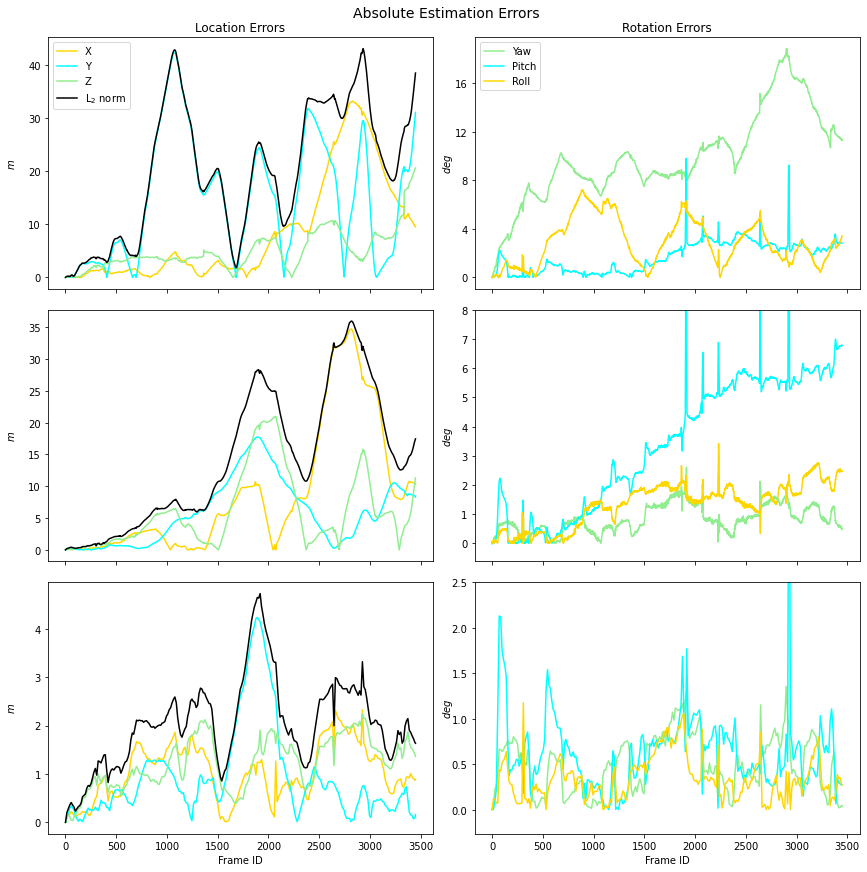 Absolute Estimation Errors
Location Errors
Rotation Errors
X
Y
Z
L₂ norm
Yaw
Pitch
Roll
40
30
20
10
0
m
16
12
8
4
0
deg
35
30
25
20
15
10
5
0
m
8
7
6
5
4
3
2
1
0
deg
4
3
2
1
0
m
2.5
2.0
1.5
1.0
0.5
0.0
deg
0 500 1000 1500 2000 2500 3000 3500
0 500 1000 1500 2000 2500 3000 3500
Frame ID
Frame ID